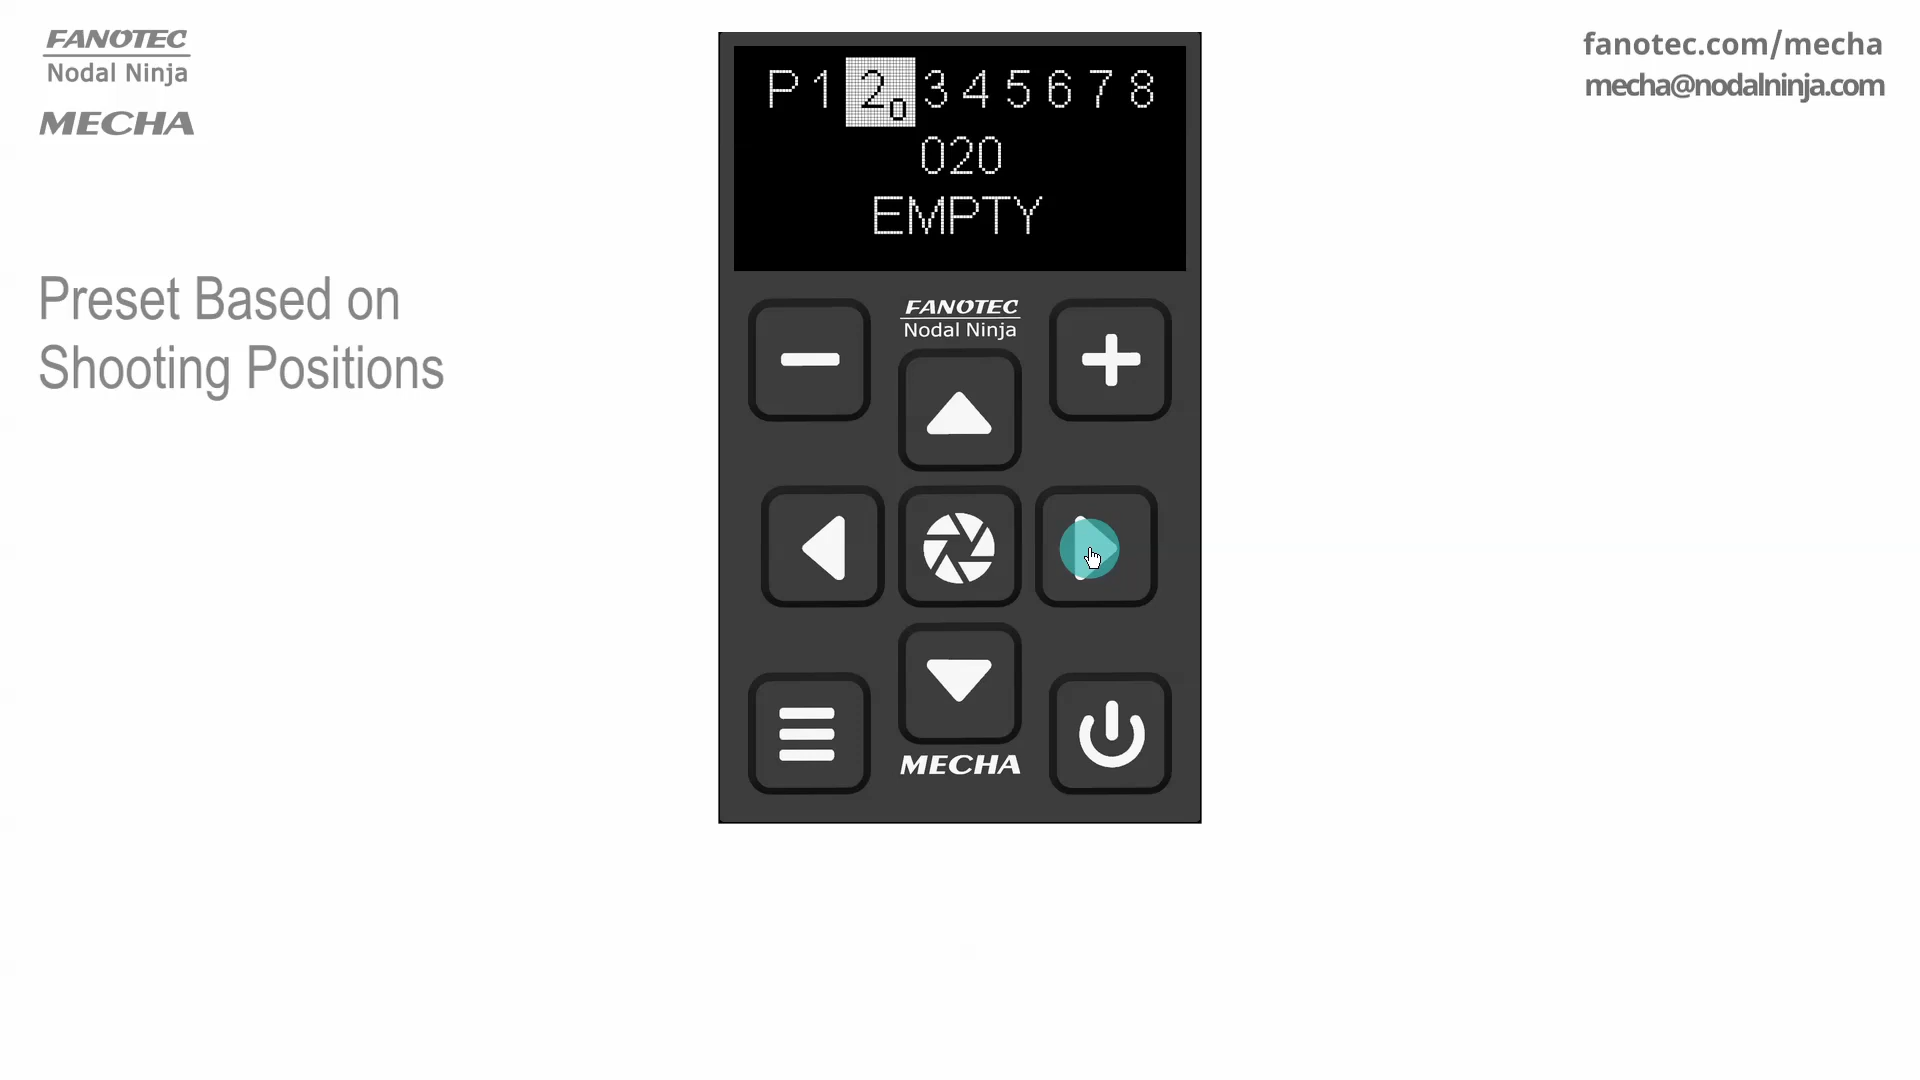 FANOTEC
Nodal Ninja
MECHA
fanotec.com/mecha
mecha@nodalninja.com
Preset Based on
Shooting Positions
P 1 2 0 3 4 5 6 7 8
020
EMPTY
FANOTEC
Nodal Ninja
MECHA